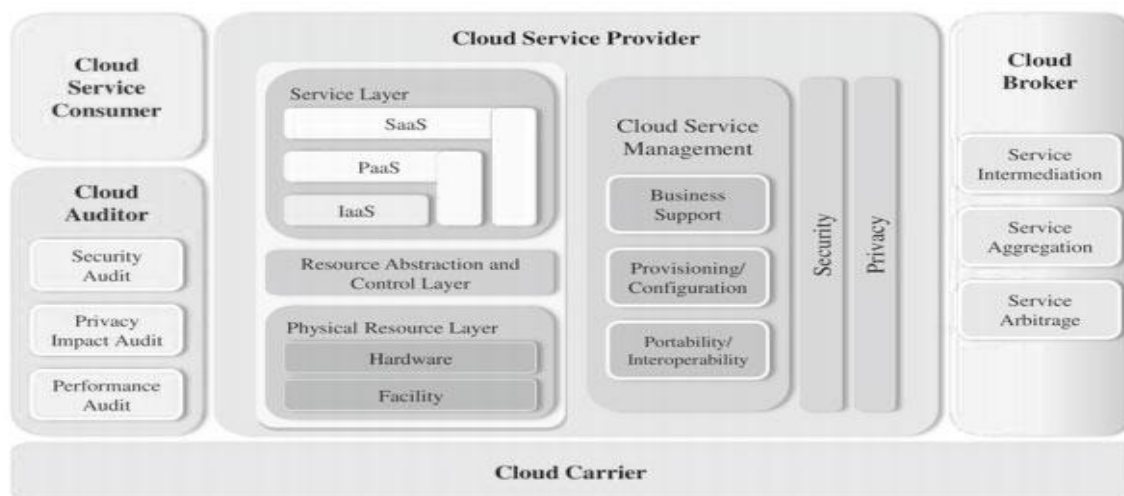 Cloud
Service
Consumer
Cloud
Auditor
Security
Audit
Privacy
Impact Audit
Performance
Audit
Cloud Service Provider
Service Layer
SaaS
PaaS
IaaS
Resource Abstraction and
Control Layer
Physical Resource Layer
Hardware
Facility
Cloud Service
Management
Business
Support
Provisioning/
Configuration
Portability/
Interoperability
Security
Privacy
Cloud
Broker
Service
Intermediation
Service
Aggregation
Service
Arbitrage
Cloud Carrier